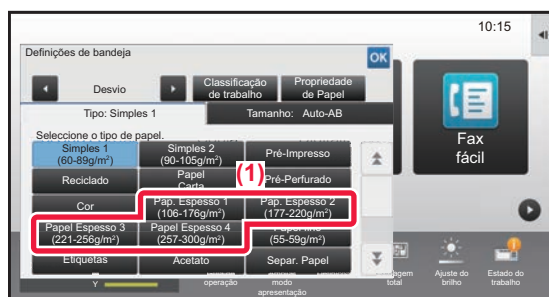 10:15
Definições de bandeja
OK
Desvio
Classificação
de trabalho
Propriedade
de Papel
Tipo: Simples 1
Tamanho: Auto-AB
Seleccione o tipo de papel.
Simples 1
(60-89g/m²)
Simples 2
(90-105g/m²)
Pré-Impresso
Reciclado
Papel
Carta
(1)
Pré-Perfurado
Cor
Pap. Espesso 1
(106-176g/m²)
Pap. Espesso 2
(177-220g/m²)
Papel Espesso 3
(221-256g/m²)
Papel Espesso 4
(257-300g/m²)
(55-59g/m²)
Etiquetas
Acetato
Separ. Papel
Fax
fácil
Y
operação
modo
apresentação
total
Ajuste do
brilho
Estado do
trabalho